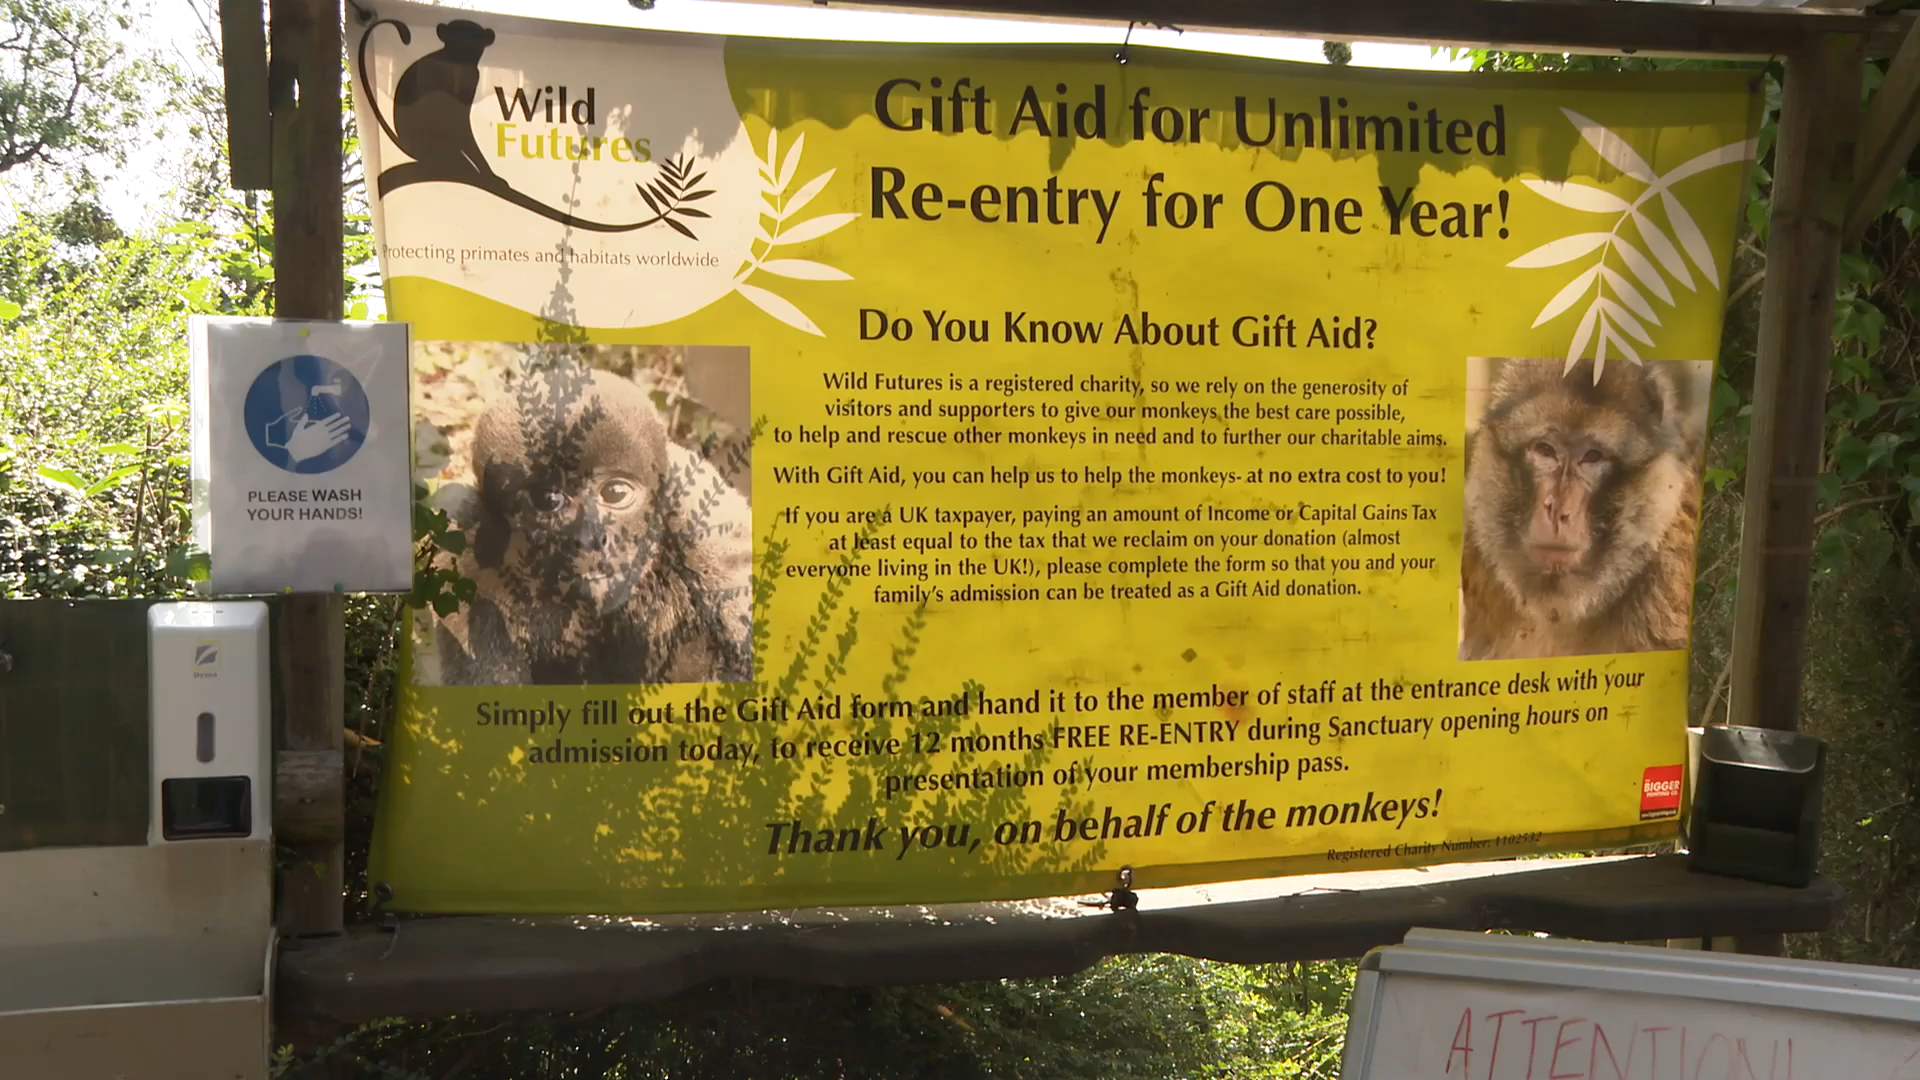 Wild
Futures
Protecting primates and habitats worldwide
Gift Aid for Unlimited
Re-entry for One Year!
Do You Know About Gift Aid?
Wild Futures is a registered charity, so we rely on the generosity of
visitors and supporters to give our monkeys the best care possible,
to help and rescue other monkeys in need and to further our charitable aims.
With Gift Aid, you can help us to help the monkeys- at no extra cost to you!
If you are a UK taxpayer, paying an amount of Income or Capital Gains Tax
at least equal to the tax that we reclaim on your donation (almost
everyone living in the UK!), please complete the form so that you and your
family's admission can be treated as a Gift Aid donation.
Simply fill out the Gift Aid form and hand it to the member of staff at the entrance desk with your
admission today, to receive 12 months FREE RE-ENTRY during Sanctuary opening hours on
presentation of your membership pass.
Thank you, on behalf of the monkeys!
Registered Charity Number: 1102532
BIGGER
PRINTING CO
PLEASE WASH
YOUR HANDS!
ATTENTION!